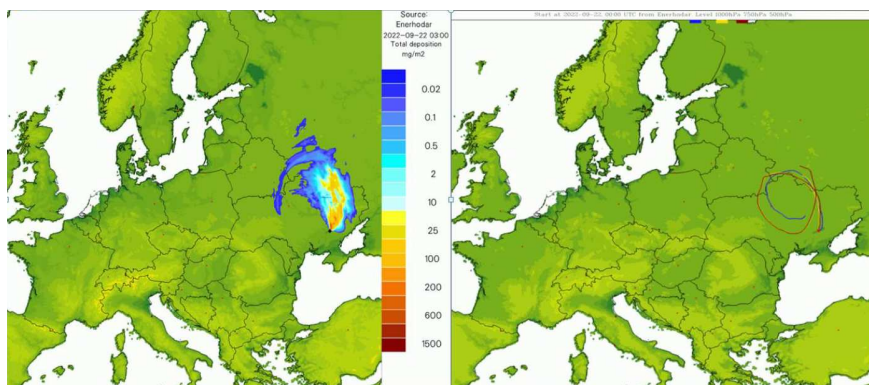 Source:
Enerhodar
2022-09-22 03:00
Total deposition
mg/m2
0.02
0.1
0.5
2
10
25
100
200
600
1500
Start at 2022-09-22 00:00 UTC from Enerhodar Level 1000hPa 850hPa 500hPa